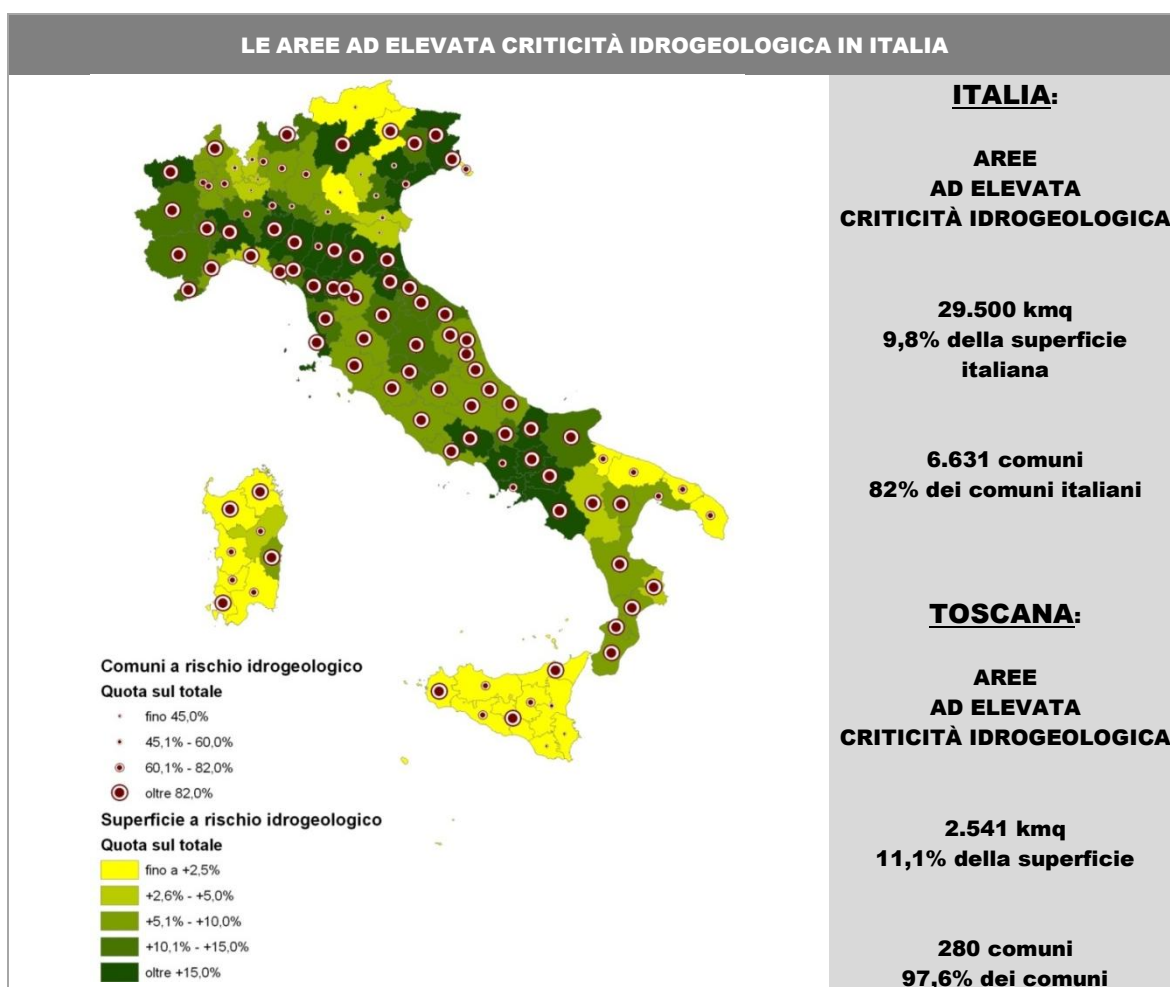 LE AREE AD ELEVATA CRITICITÀ IDROGEOLOGICA IN ITALIA
Comuni a rischio idrogeologico
Quota sul totale
fino 45,0%
45,1% - 60,0%
60,1% - 82,0%
oltre 82,0%
Superficie a rischio idrogeologico
Quota sul totale
fino a +2,5%
+2,6% - +5,0%
+5,1% - +10,0%
+10,1% - +15,0%
oltre +15,0%
ITALIA:
AREE
AD ELEVATA
CRITICITÀ IDROGEOLOGICA
29.500 kmq
9,8% della superficie
italiana
6.631 comuni
82% dei comuni italiani
TOSCANA:
AREE
AD ELEVATA
CRITICITÀ IDROGEOLOGICA
2.541 kmq
11,1% della superficie
280 comuni
97,6% dei comuni